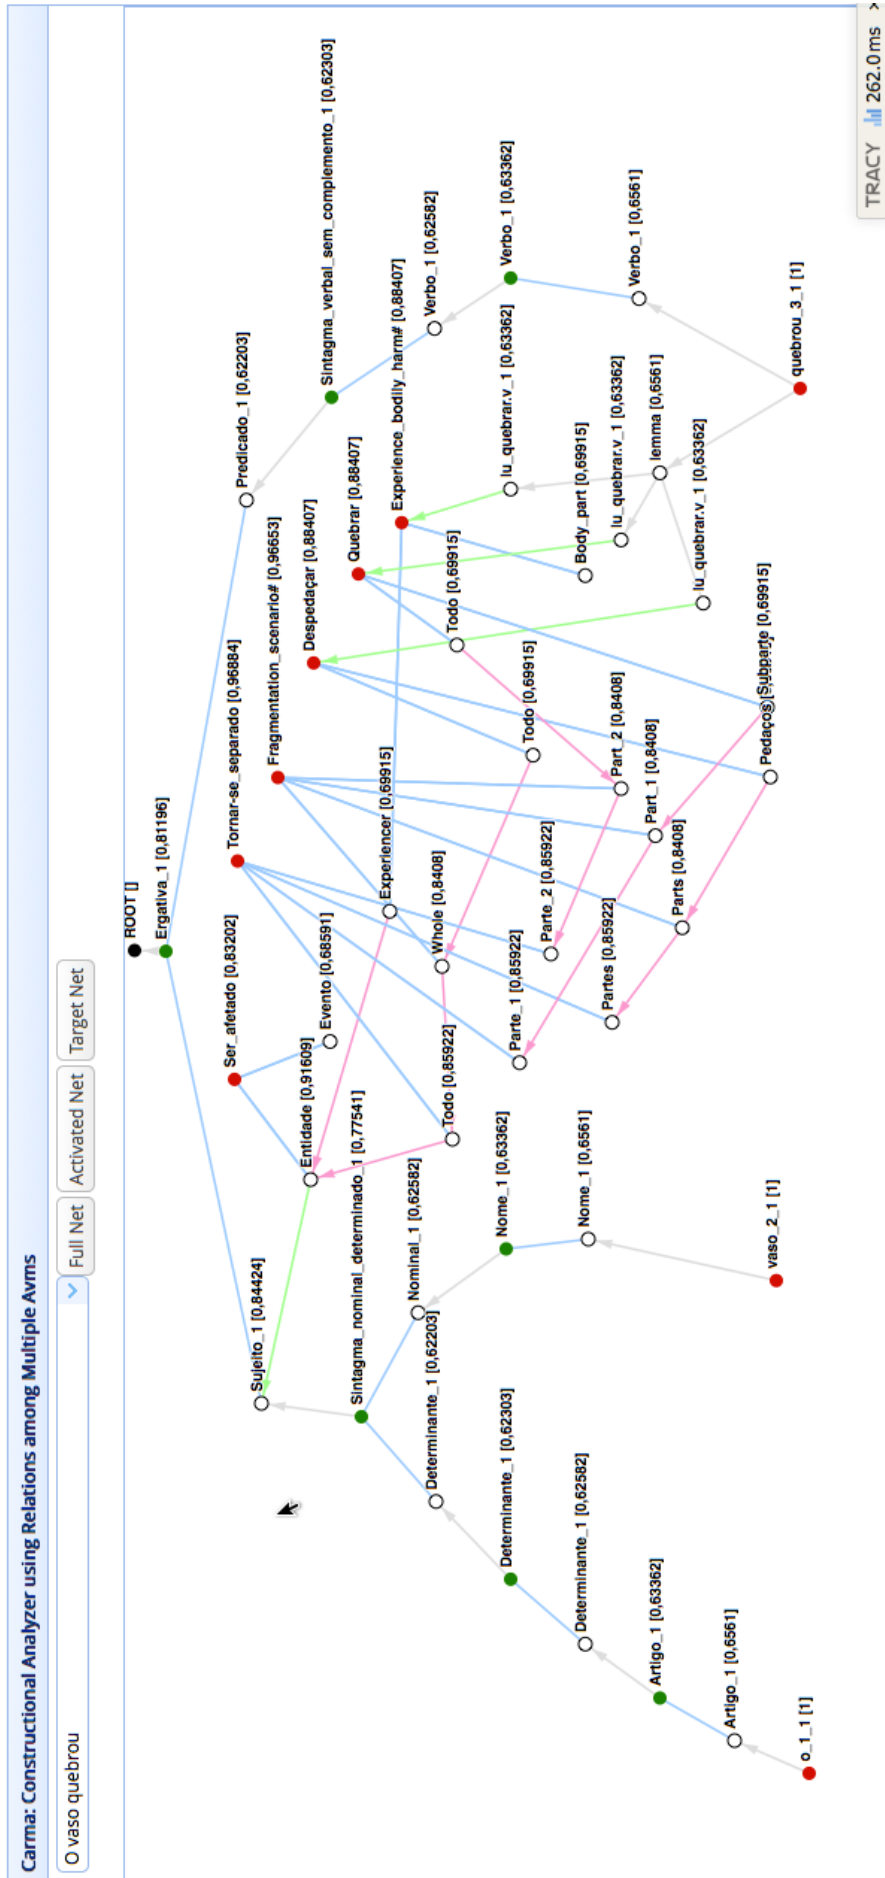 Carma: Constructional Analyzer using Relations among Multiple Avms
O vaso quebrou
Full Net
Activated Net
Target Net
ROOT []
Ergativa_1 [0,81196]
Sujeito_1 [0,84424]
Predicado_1 [0,62203]
Ser_afetado [0,83202]
Tornar-se_separado [0,96884]
Fragmentation_scenario# [0,96653]
Despedaçar [0,88407]
Quebrar [0,88407]
Experience_bodily_harm# [0,88407]
Sintagma_verbal_sem_complemento_1 [0,62303]
Entidade [0,91609]
Evento [0,68591]
Sintagma_nominal_determinado_1 [0,77541]
Experiencer [0,69915]
Verbo_1 [0,62582]
Determinante_1 [0,62203]
Nominal_1 [0,62582]
Todo [0,85922]
Whole [0,8408]
Todo [0,69915]
Determinante_1 [0,62303]
Nome_1 [0,63362]
Parte_1 [0,85922]
Todo [0,69915]
lu_quebrar.v_1 [0,63362]
Verbo_1 [0,63362]
Parte_2 [0,85922]
Determinante_1 [0,62582]
Nome_1 [0,6561]
Body_part [0,69915]
Partes [0,85922]
Part_2 [0,8408]
lu_quebrar.v_1 [0,63362]
Verbo_1 [0,6561]
Artigo_1 [0,63362]
Part_1 [0,8408]
lemma [0,6561]
Parts [0,8408]
lu_quebrar.v_1 [0,63362]
Artigo_1 [0,6561]
Pedaços
Subparte [0,69915]
o_1_1 [1]
vaso_2_1 [1]
quebrou_3_1 [1]
TRACY 262.0 ms ×